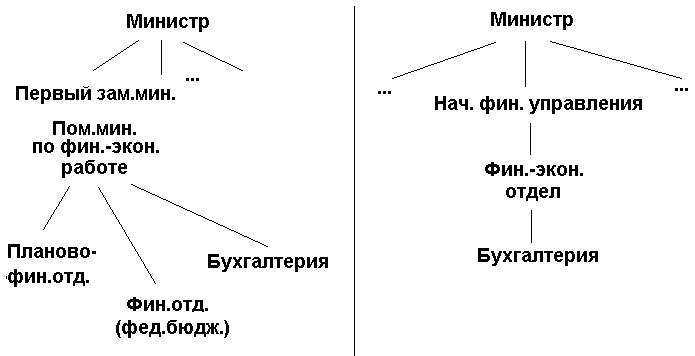 Министр
...
Первый зам.мин.
Пом.мин.
по фин.-экон.
работе
Планово-
фин.отд.
Бухгалтерия
Фин.отд.
(фед.бюдж.)
Министр
...
...
Нач. фин. управления
Фин.-экон.
отдел
Бухгалтерия